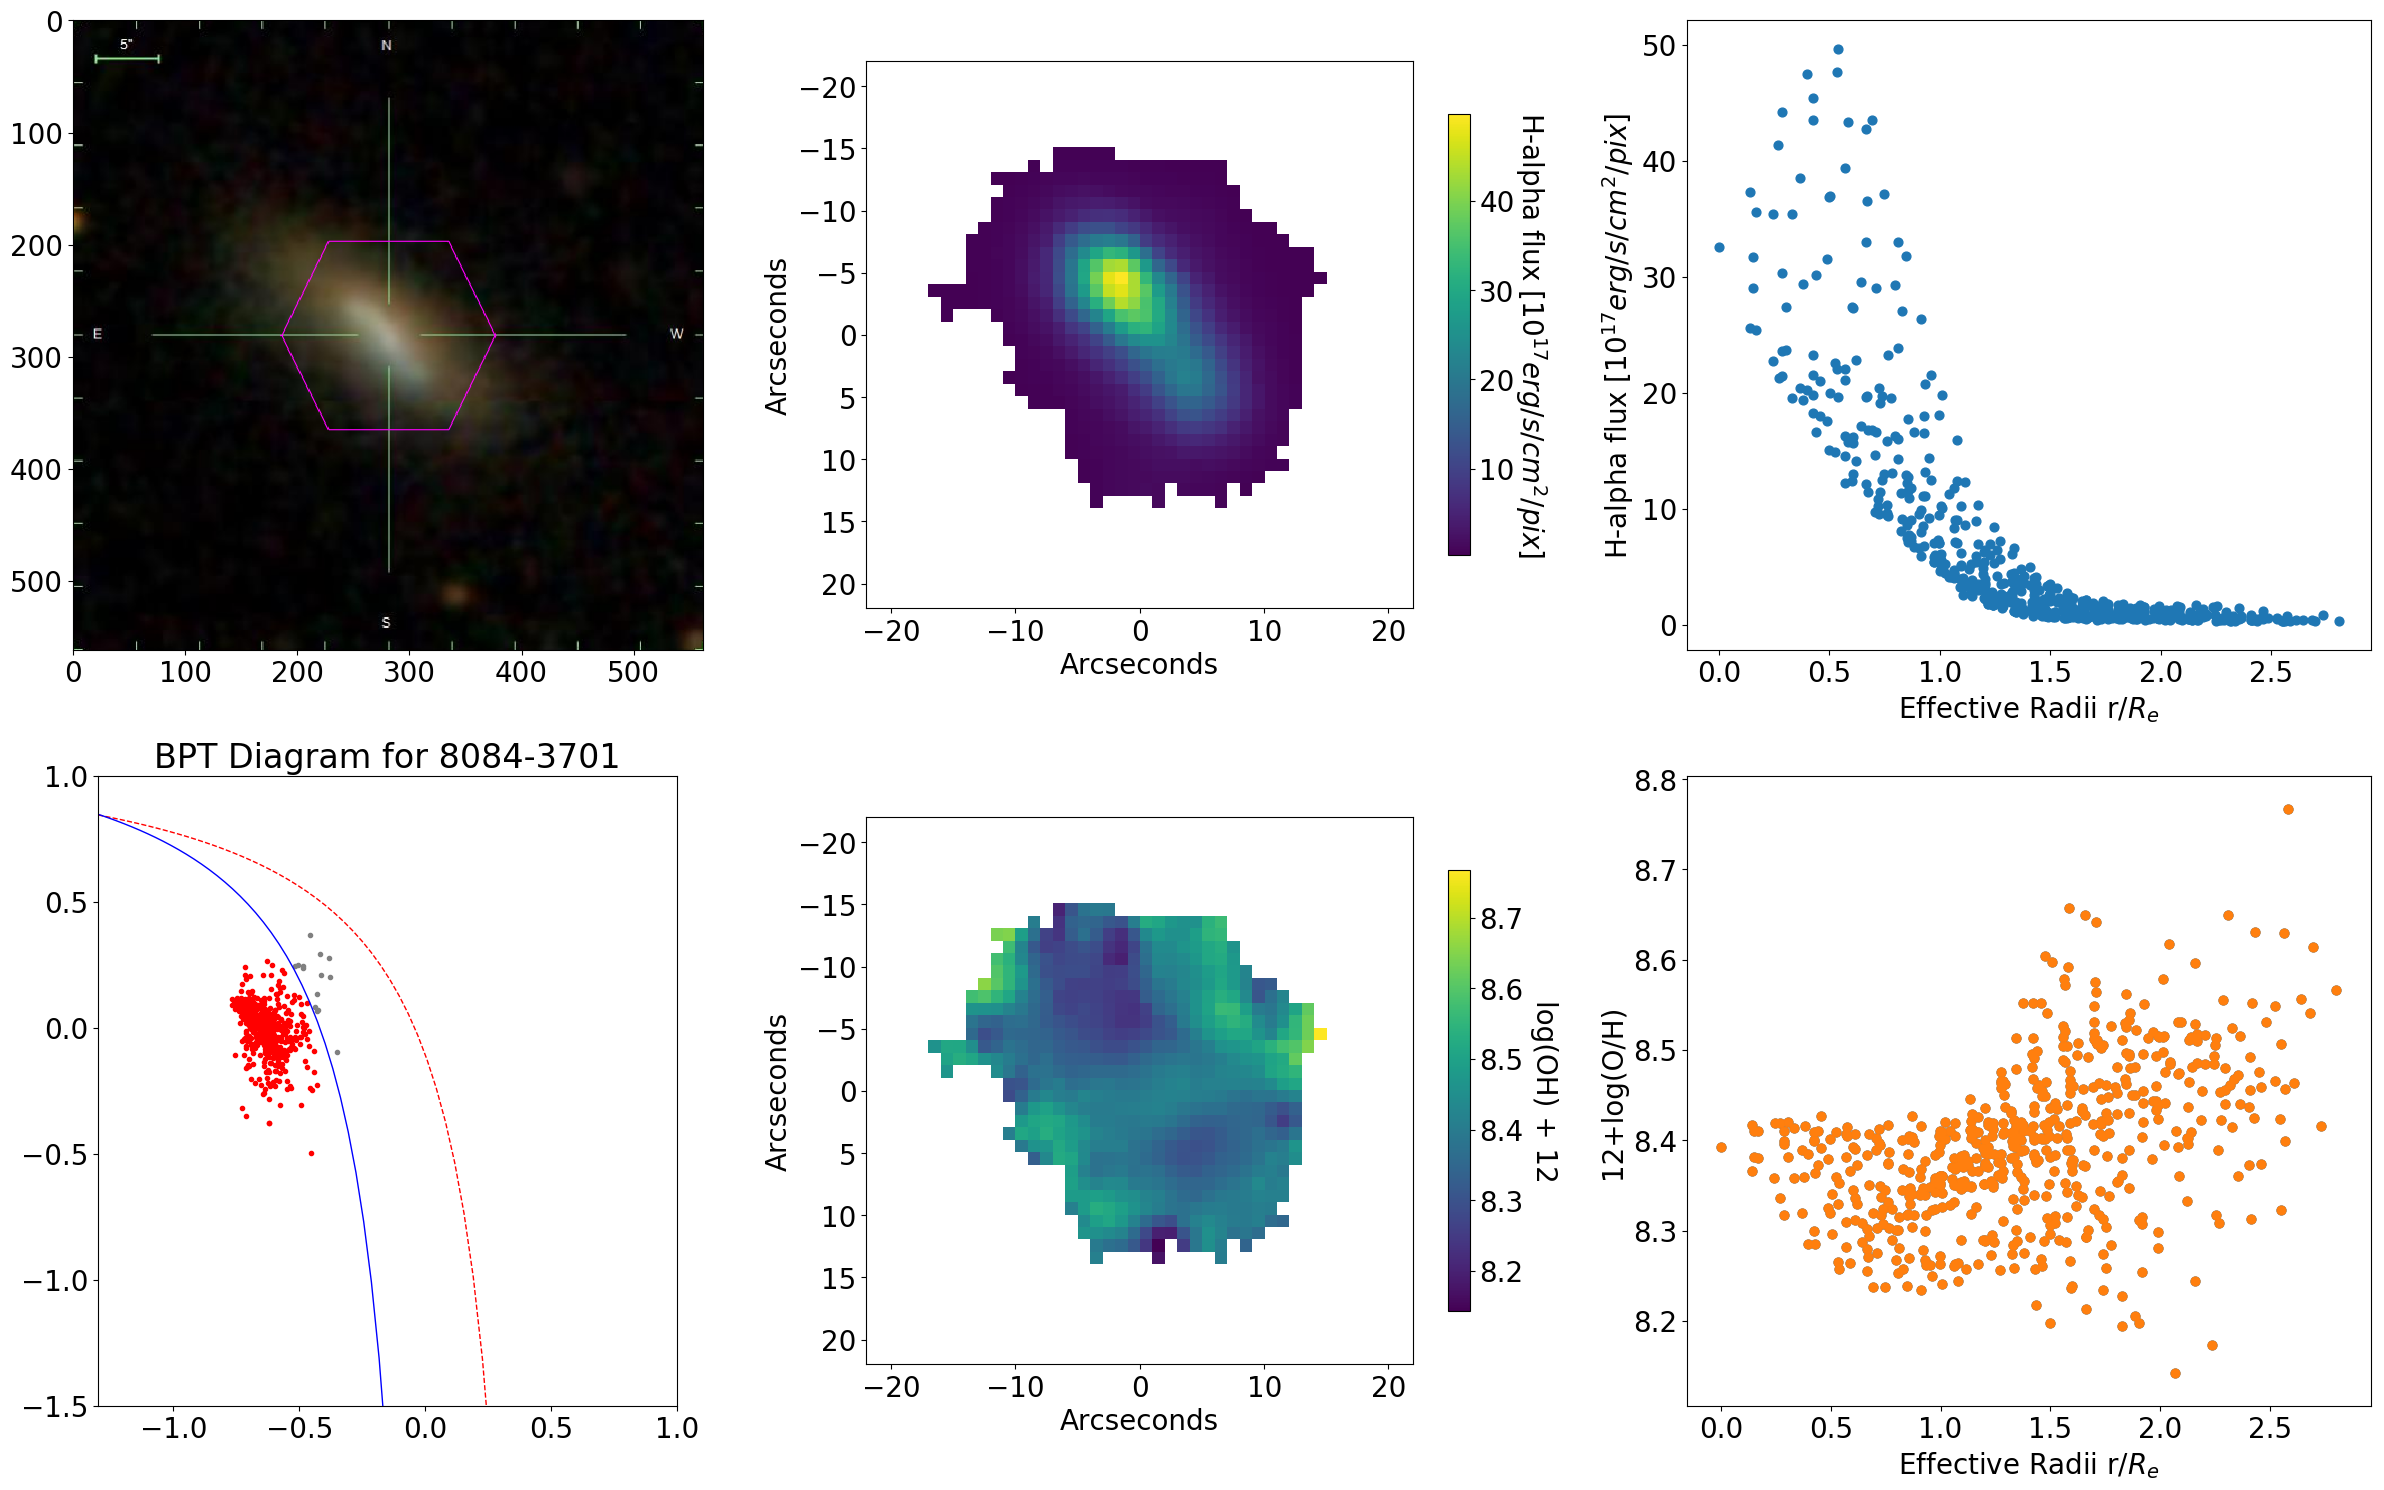 0
100
200
300
400
500
0 100 200 300 400 500
5"
N
E
W
S
−20
−15
−10
−5
0
5
10
15
20
−20 −10 0 10 20
Arcseconds
Arcseconds
40
30
20
10
H-alpha flux [10^17 erg/s/cm^2/pix]
50
40
30
20
10
0
0.0 0.5 1.0 1.5 2.0 2.5
Effective Radii r/R_e
H-alpha flux [10^17 erg/s/cm^2/pix]
BPT Diagram for 8084-3701
1.0
0.5
0.0
−0.5
−1.0
−1.5
−1.0 −0.5 0.0 0.5 1.0
−20
−15
−10
−5
0
5
10
15
20
−20 −10 0 10 20
Arcseconds
Arcseconds
8.7
8.6
8.5
8.4
8.3
8.2
log(OH) + 12
8.8
8.7
8.6
8.5
8.4
8.3
8.2
0.0 0.5 1.0 1.5 2.0 2.5
Effective Radii r/R_e
12+log(O/H)